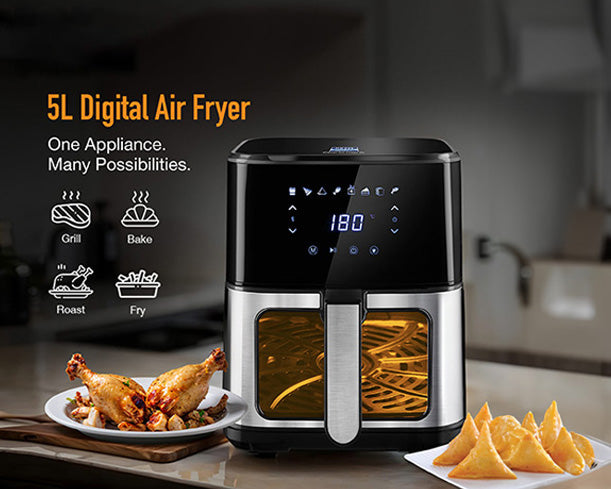 5L Digital Air Fryer
One Appliance.
Many Possibilities.
Grill
Bake
Roast
Fry
180